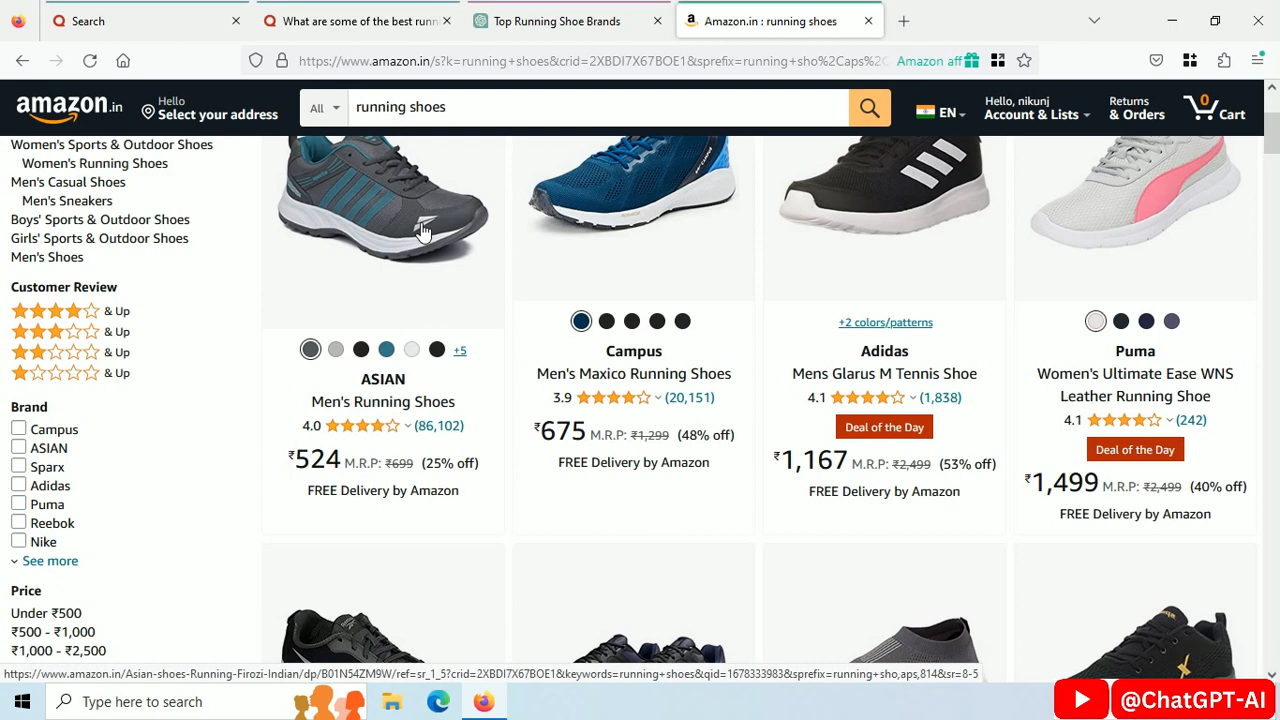 Search
What are some of the best runn
Top Running Shoe Brands
Amazon.in : running shoes
https://www.amazon.in/s?k=running+shoes&crid=2XBDI7X67BOE1&sprefix=running+sho%2Caps%2C
Amazon aff
amazon.in
Hello
Select your address
All
running shoes
EN
Hello, nikunj
Account & Lists
Returns
& Orders
0
Cart
Women's Sports & Outdoor Shoes
Women's Running Shoes
Men's Casual Shoes
Men's Sneakers
Boys' Sports & Outdoor Shoes
Girls' Sports & Outdoor Shoes
Men's Shoes
Customer Review
& Up
& Up
& Up
& Up
Brand
Campus
ASIAN
Sparx
Adidas
Puma
Reebok
Nike
See more
Price
Under ₹500
₹500 - ₹1,000
₹1,000 - ₹2,500
+5
ASIAN
Men's Running Shoes
4.0 (86,102)
₹524 M.R.P: ₹699 (25% off)
FREE Delivery by Amazon
Campus
Men's Maxico Running Shoes
3.9 (20,151)
₹675 M.R.P: ₹1,299 (48% off)
FREE Delivery by Amazon
+2 colors/patterns
Adidas
Mens Glarus M Tennis Shoe
4.1 (1,838)
Deal of the Day
₹1,167 M.R.P: ₹2,499 (53% off)
FREE Delivery by Amazon
Puma
Women's Ultimate Ease WNS
Leather Running Shoe
4.1 (242)
Deal of the Day
₹1,499 M.R.P: ₹2,499 (40% off)
FREE Delivery by Amazon
https://www.amazon.in/Asian-shoes-Running-Firozi-Indian/dp/B01N54ZM9W/ref=sr_1_5?crid=2XBDI7X67BOE1&keywords=running+shoes&qid=1678333983&sprefix=running+sho,aps,814&sr=8-5
Type here to search
@ChatGPT-AI